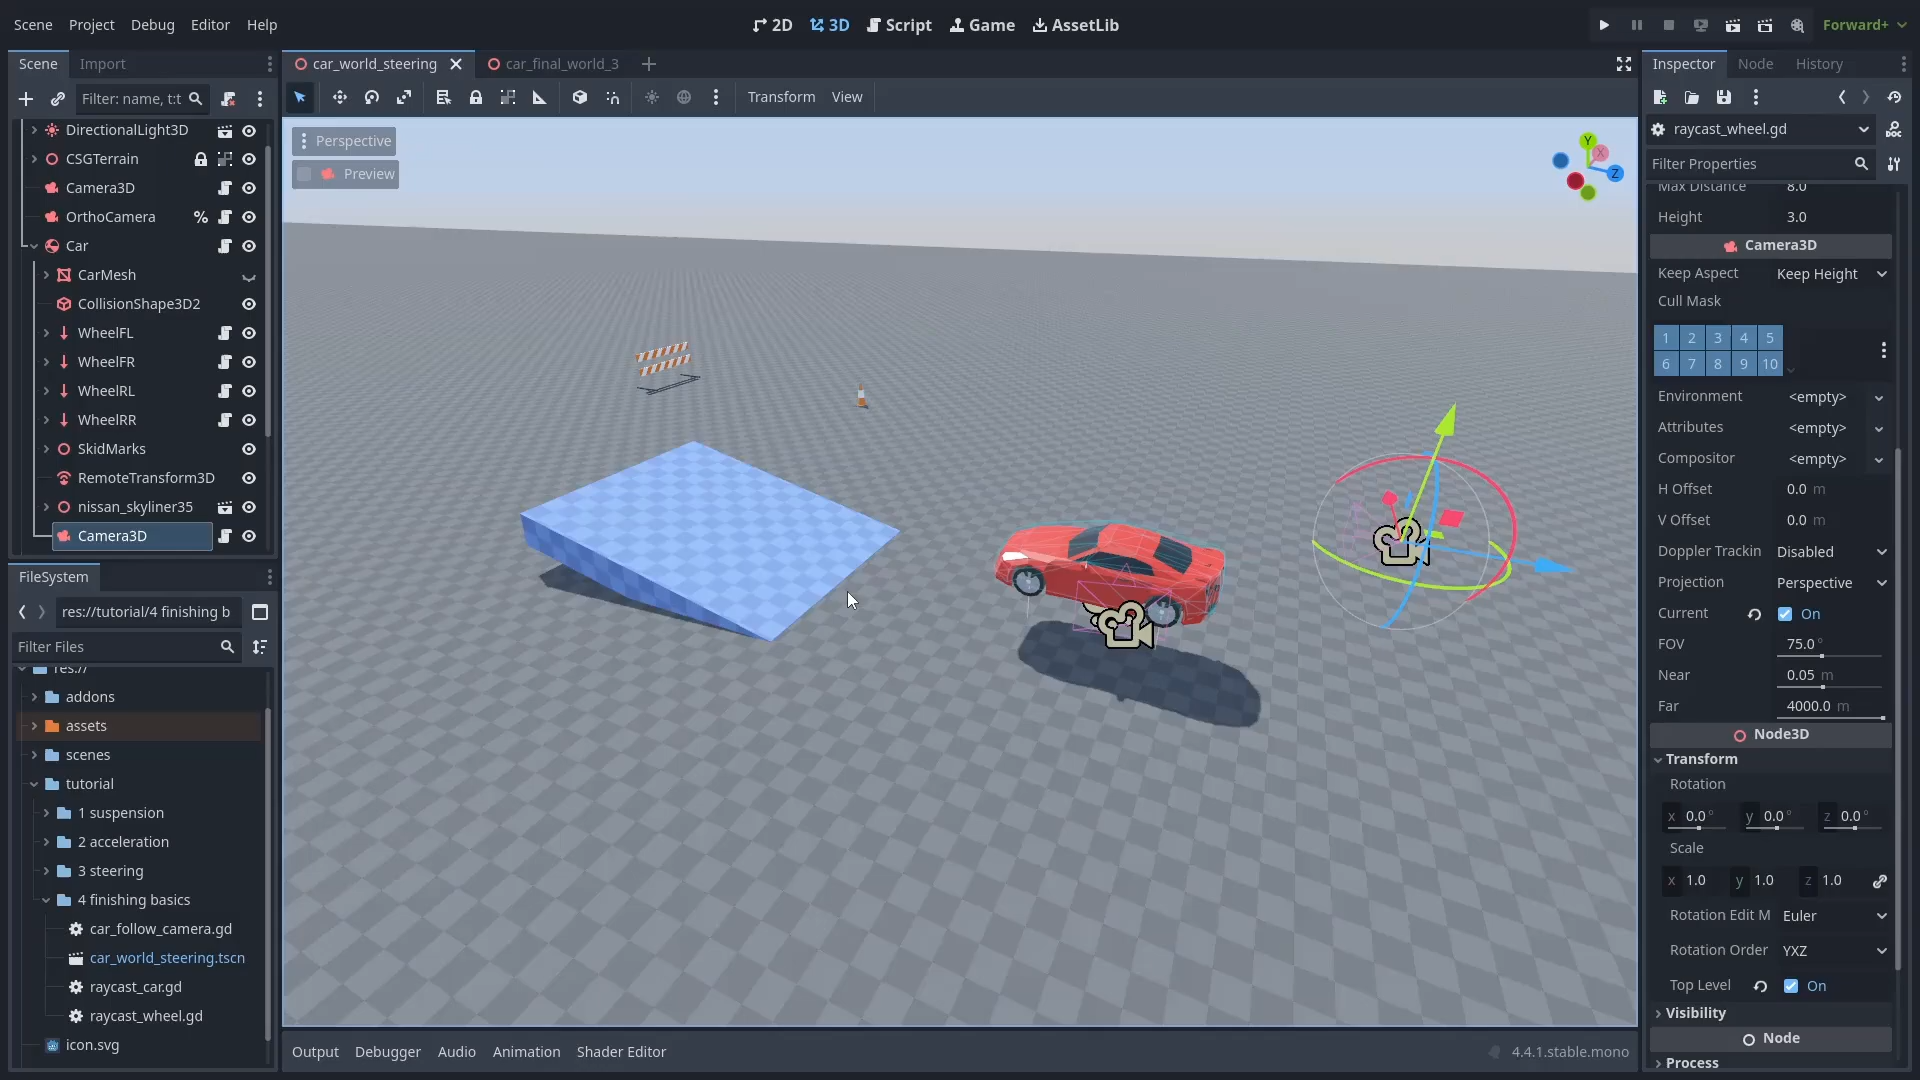 Scene Project Debug Editor Help
2D 3D Script Game AssetLib
Forward+
Scene Import
Filter: name, t:t
DirectionalLight3D
CSGTerrain
Camera3D
OrthoCamera %
Car
CarMesh
CollisionShape3D2
WheelFL
WheelFR
WheelRL
WheelRR
SkidMarks
RemoteTransform3D
nissan_skyliner35
Camera3D
FileSystem
res://tutorial/4 finishing b
Filter Files
res://
addons
assets
scenes
tutorial
1 suspension
2 acceleration
3 steering
4 finishing basics
car_follow_camera.gd
car_world_steering.tscn
raycast_car.gd
raycast_wheel.gd
icon.svg
car_world_steering car_final_world_3
Transform View
Perspective
Preview
Y
X
Z
Output Debugger Audio Animation Shader Editor
4.4.1.stable.mono
Inspector Node History
raycast_wheel.gd
DOC
Filter Properties
Max Distance 8.0
Height 3.0
Camera3D
Keep Aspect Keep Height
Cull Mask
1 2 3 4 5
6 7 8 9 10
Environment <empty>
Attributes <empty>
Compositor <empty>
H Offset 0.0 m
V Offset 0.0 m
Doppler Trackin Disabled
Projection Perspective
Current On
FOV 75.0 °
Near 0.05 m
Far 4000.0 m
Node3D
Transform
Rotation
x 0.0 ° y 0.0 ° z 0.0 °
Scale
x 1.0 y 1.0 z 1.0
Rotation Edit M Euler
Rotation Order YXZ
Top Level On
Visibility
Node
Process